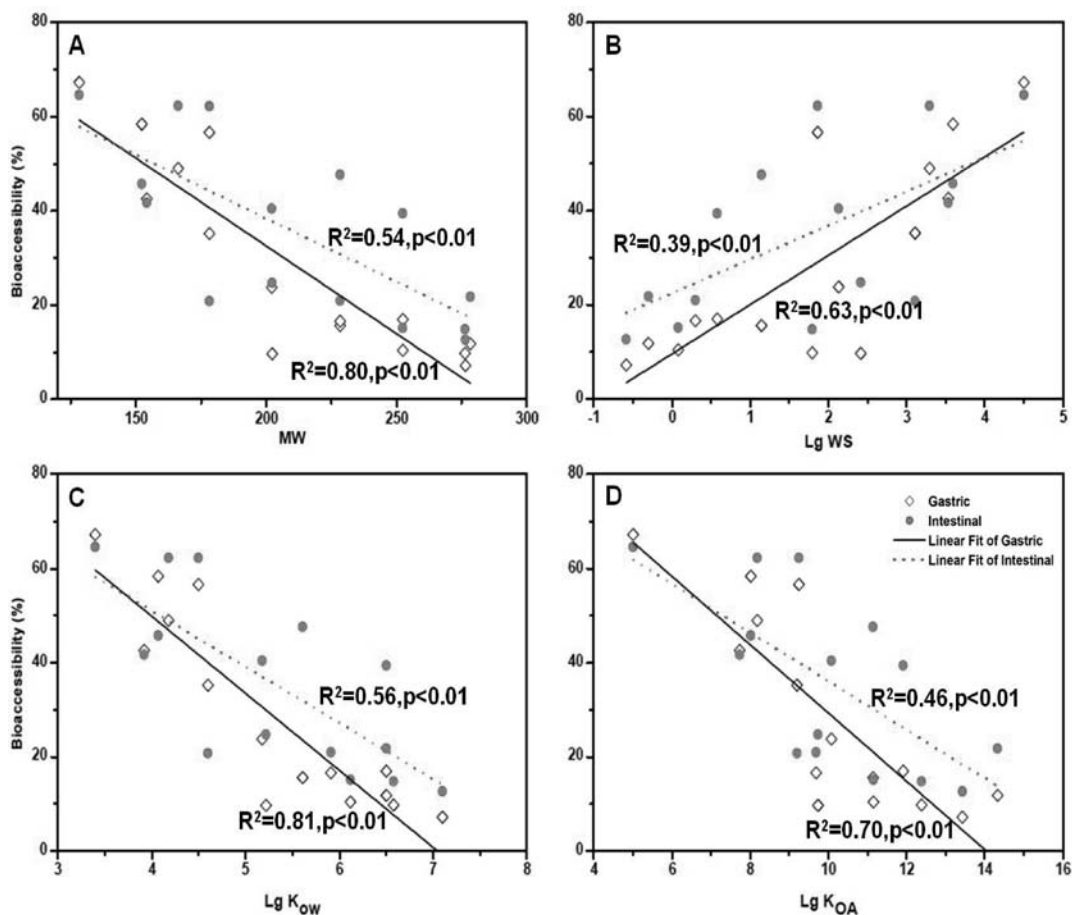 A
80
60
40
20
0
Bioaccessibility (%)
R²=0.54,p<0.01
R²=0.80,p<0.01
150
200
250
300
MW
B
80
60
40
20
0
R²=0.39,p<0.01
R²=0.63,p<0.01
-1
0
1
2
3
4
5
Lg WS
C
80
60
40
20
0
Bioaccessibility (%)
R²=0.56,p<0.01
R²=0.81,p<0.01
3
4
5
6
7
8
Lg Kow
D
80
60
40
20
0
Gastric
Intestinal
Linear Fit of Gastric
Linear Fit of Intestinal
R²=0.46,p<0.01
R²=0.70,p<0.01
4
6
8
10
12
14
16
Lg KOA